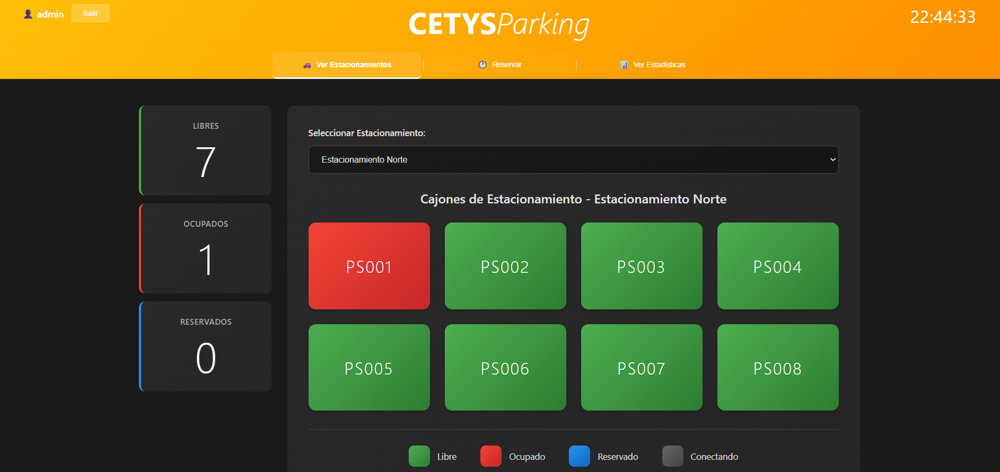 admin
Salir
CETYSParking
22:44:33
Ver Estacionamientos | Reservar | Ver Estadísticas
LIBRES
7
OCUPADOS
1
RESERVADOS
0
Seleccionar Estacionamiento:
Estacionamiento Norte
Cajones de Estacionamiento - Estacionamiento Norte
PS001 PS002 PS003 PS004
PS005 PS006 PS007 PS008
Libre Ocupado Reservado Conectando